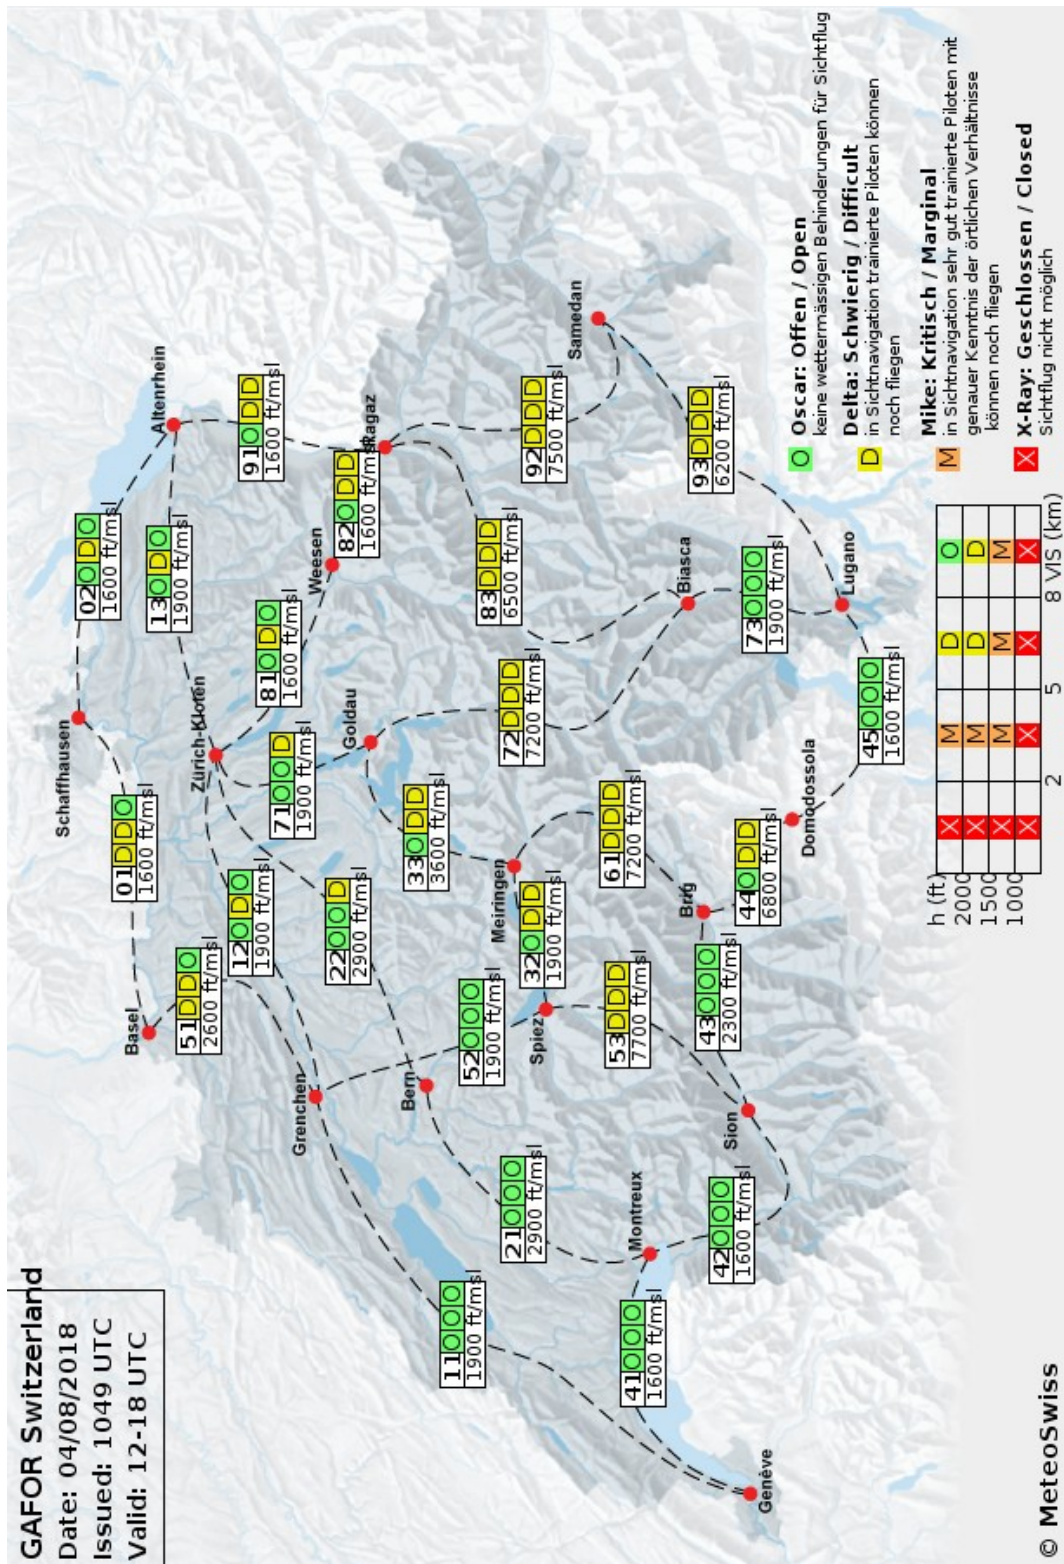 GAFOR Switzerland
Date: 04/08/2018
Issued: 1049 UTC
Valid: 12-18 UTC
Schaffhausen
Altenrhein
Basel
Zürich-Kloten
Grenchen
Weesen
Ragaz
Goldau
Bern
Meiringen
Spiez
Samedan
Montreux
Sion
Brig
Biasca
Genève
Domodossola
Lugano
01 D D O
1600 ft/msl
02 O D O
1600 ft/msl
13 O D O
1900 ft/msl
91 O D D
1600 ft/msl
51 D D O
2600 ft/msl
12 O D O
1900 ft/msl
81 O D O
1600 ft/msl
71 O O D
1900 ft/msl
22 O O D
2900 ft/msl
82 O D D
1600 ft/msl
33 O D D
3600 ft/msl
11 O O O
1900 ft/msl
52 O O O
1900 ft/msl
83 D D D
6500 ft/msl
21 O O O
2900 ft/msl
32 O D D
1900 ft/msl
72 D D D
7200 ft/msl
92 D D D
7500 ft/msl
53 D D D
7700 ft/msl
61 D D D
7200 ft/msl
41 O O O
1600 ft/msl
42 O O O
1600 ft/msl
43 O O O
2300 ft/msl
44 O D D
6800 ft/msl
73 O O O
1900 ft/msl
93 D D D
6200 ft/msl
45 O O O
1600 ft/msl
O Oscar: Offen / Open
keine wettermässigen Behinderungen für Sichtflug
D Delta: Schwierig / Difficult
in Sichtnavigation trainierte Piloten können
noch fliegen
M Mike: Kritisch / Marginal
in Sichtnavigation sehr gut trainierte Piloten mit
genauer Kenntnis der örtlichen Verhältnisse
können noch fliegen
X X-Ray: Geschlossen / Closed
Sichtflug nicht möglich
h (ft)
X M D O
2000
X M D D
1500
X M M M
1000
X X X X
2 5 8 VIS (km)
© MeteoSwiss